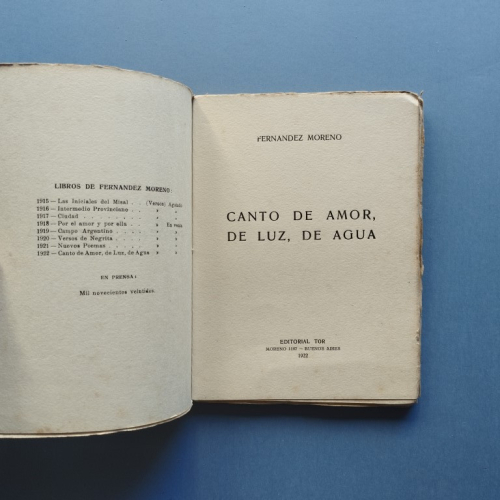 LIBROS DE FERNANDEZ MORENO:
1915 — Las Iniciales del Misal . . (Versos) Agotado
1916 — Intermedio Provinciano . . » »
1917 — Ciudad . . . . . . . » »
1918 — Por el amor y por ella . . » En venta
1919 — Campo Argentino . . . . » »
1920 — Versos de Negrita . . . . » »
1921 — Nuevos Poemas . . . . » »
1922 — Canto de Amor, de Luz, de Agua » »
EN PRENSA:
Mil novecientos veintidós.
FERNANDEZ MORENO
CANTO DE AMOR,
DE LUZ, DE AGUA
EDITORIAL TOR
MORENO — BUENOS AIRES
1922